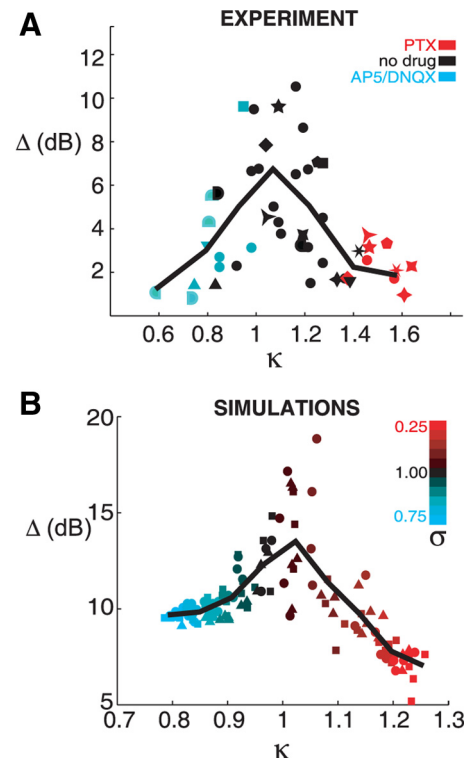 A
EXPERIMENT
PTX
no drug
AP5/DNQX
Δ (dB)
12
10
8
6
4
2
0.6 0.8 1 1.2 1.4 1.6
κ
B
SIMULATIONS
0.25
1.00
0.75
σ
Δ (dB)
20
15
10
5
0.7 0.8 0.9 1 1.1 1.2 1.3
κ